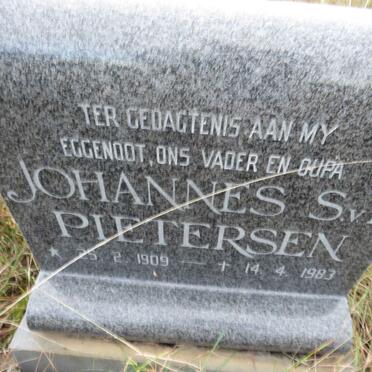 TER GEDAGTENIS AAN MY
EGGENOOT, ONS VADER EN OUPA
JOHANNES S.v.
PIETERSEN
* 25. 2. 1909 — + 14. 4. 1983